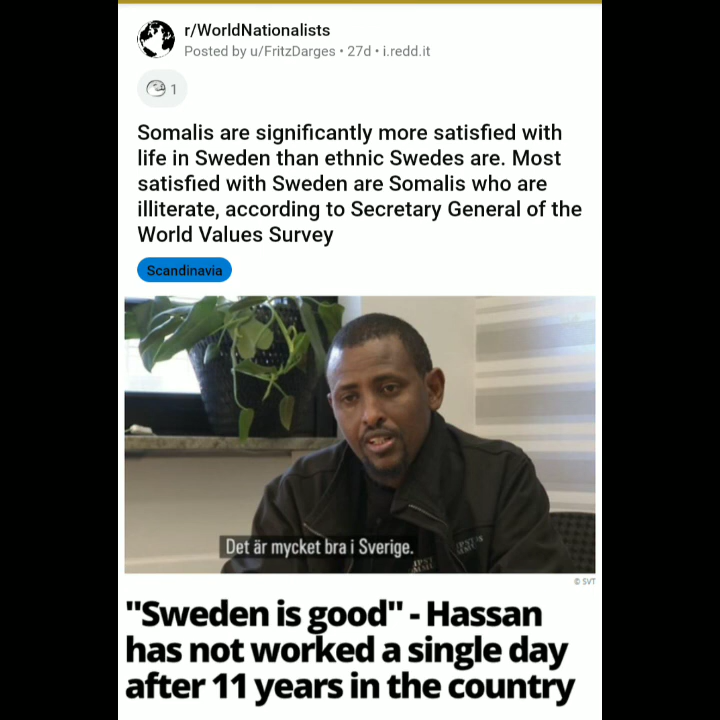 r/WorldNationalists
Posted by u/FritzDarges • 27d • i.redd.it
1
Somalis are significantly more satisfied with
life in Sweden than ethnic Swedes are. Most
satisfied with Sweden are Somalis who are
illiterate, according to Secretary General of the
World Values Survey
Scandinavia
Det är mycket bra i Sverige.
© SVT
"Sweden is good" - Hassan
has not worked a single day
after 11 years in the country